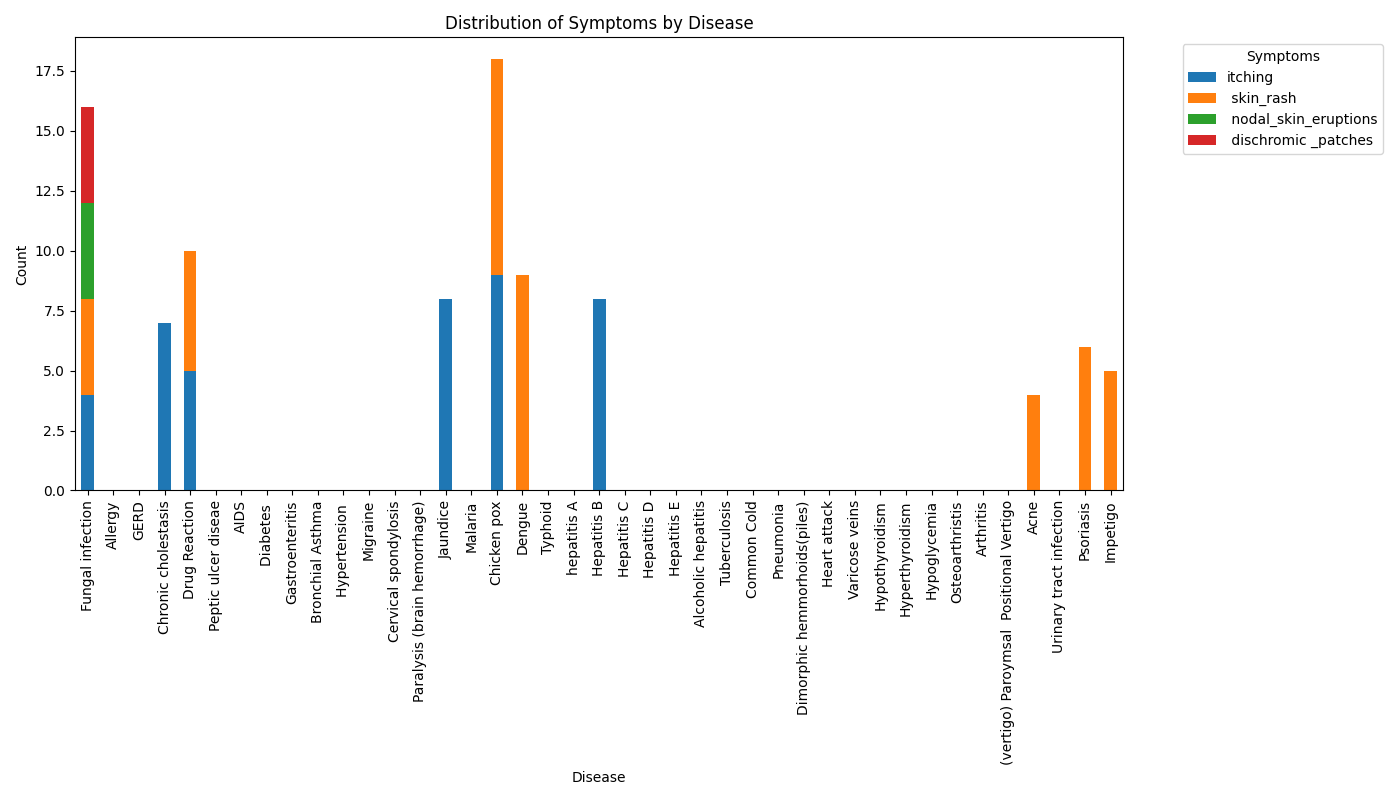 Distribution of Symptoms by Disease
Symptoms
itching
skin_rash
nodal_skin_eruptions
dischromic _patches
Count
17.5
15.0
12.5
10.0
7.5
5.0
2.5
0.0
Fungal infection
Allergy
GERD
Chronic cholestasis
Drug Reaction
Peptic ulcer diseae
AIDS
Diabetes
Gastroenteritis
Bronchial Asthma
Hypertension
Migraine
Cervical spondylosis
Paralysis (brain hemorrhage)
Jaundice
Malaria
Chicken pox
Dengue
Typhoid
hepatitis A
Hepatitis B
Hepatitis C
Hepatitis D
Hepatitis E
Alcoholic hepatitis
Tuberculosis
Common Cold
Pneumonia
Dimorphic hemmorhoids(piles)
Heart attack
Varicose veins
Hypothyroidism
Hyperthyroidism
Hypoglycemia
Osteoarthristis
Arthritis
(vertigo) Paroymsal  Positional Vertigo
Acne
Urinary tract infection
Psoriasis
Impetigo
Disease